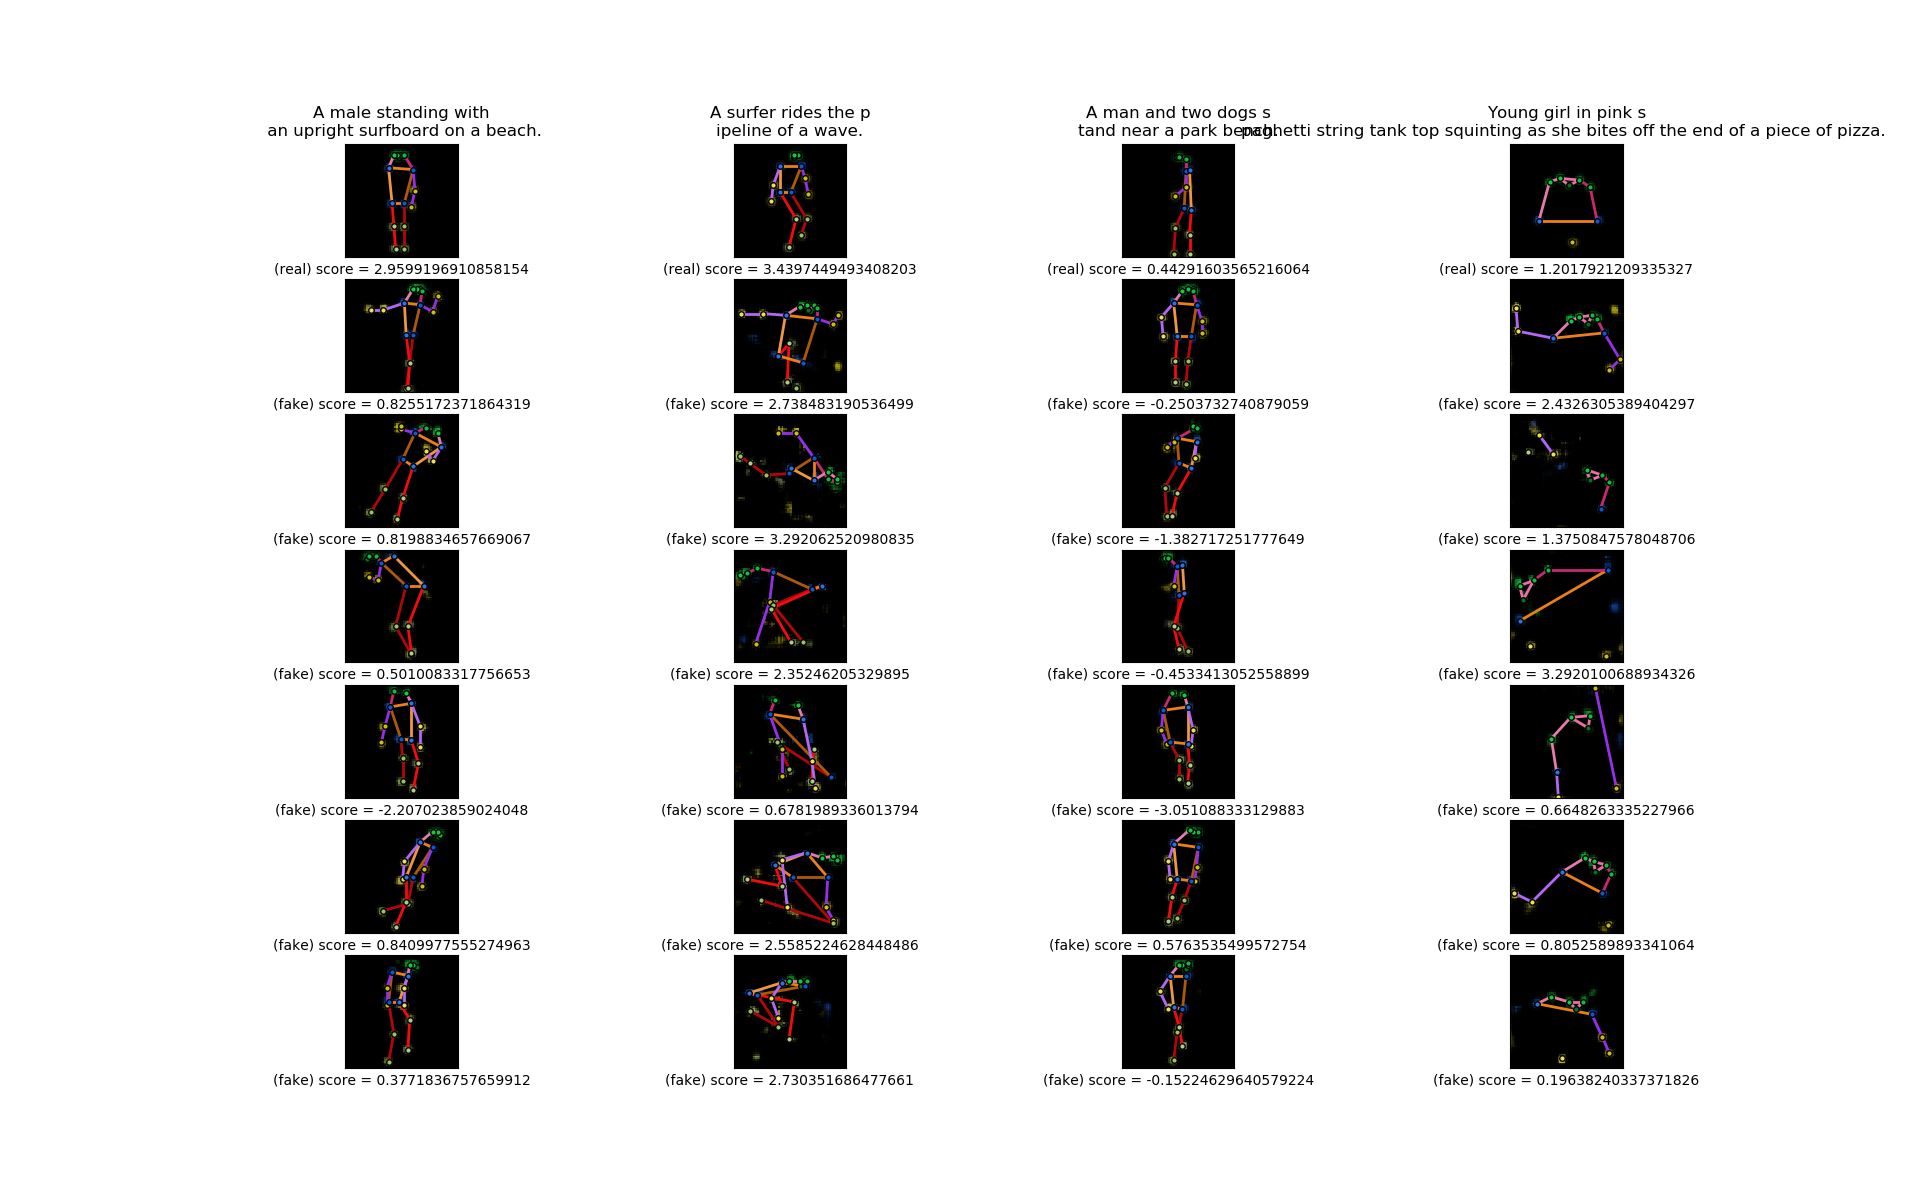 A male standing with
an upright surfboard on a beach.
A surfer rides the p
ipeline of a wave.
A man and two dogs s
tand near a park bench.
Young girl in pink s
paghetti string tank top squinting as she bites off the end of a piece of pizza.
(real) score = 2.9599196910858154
(real) score = 3.4397449493408203
(real) score = 0.44291603565216064
(real) score = 1.2017921209335327
(fake) score = 0.8255172371864319
(fake) score = 2.738483190536499
(fake) score = -0.2503732740879059
(fake) score = 2.4326305389404297
(fake) score = 0.8198834657669067
(fake) score = 3.292062520980835
(fake) score = -1.382717251777649
(fake) score = 1.3750847578048706
(fake) score = 0.5010083317756653
(fake) score = 2.35246205329895
(fake) score = -0.4533413052558899
(fake) score = 3.2920100688934326
(fake) score = -2.207023859024048
(fake) score = 0.6781989336013794
(fake) score = -3.051088333129883
(fake) score = 0.6648263335227966
(fake) score = 0.8409977555274963
(fake) score = 2.5585224628448486
(fake) score = 0.5763535499572754
(fake) score = 0.8052589893341064
(fake) score = 0.3771836757659912
(fake) score = 2.730351686477661
(fake) score = -0.15224629640579224
(fake) score = 0.19638240337371826